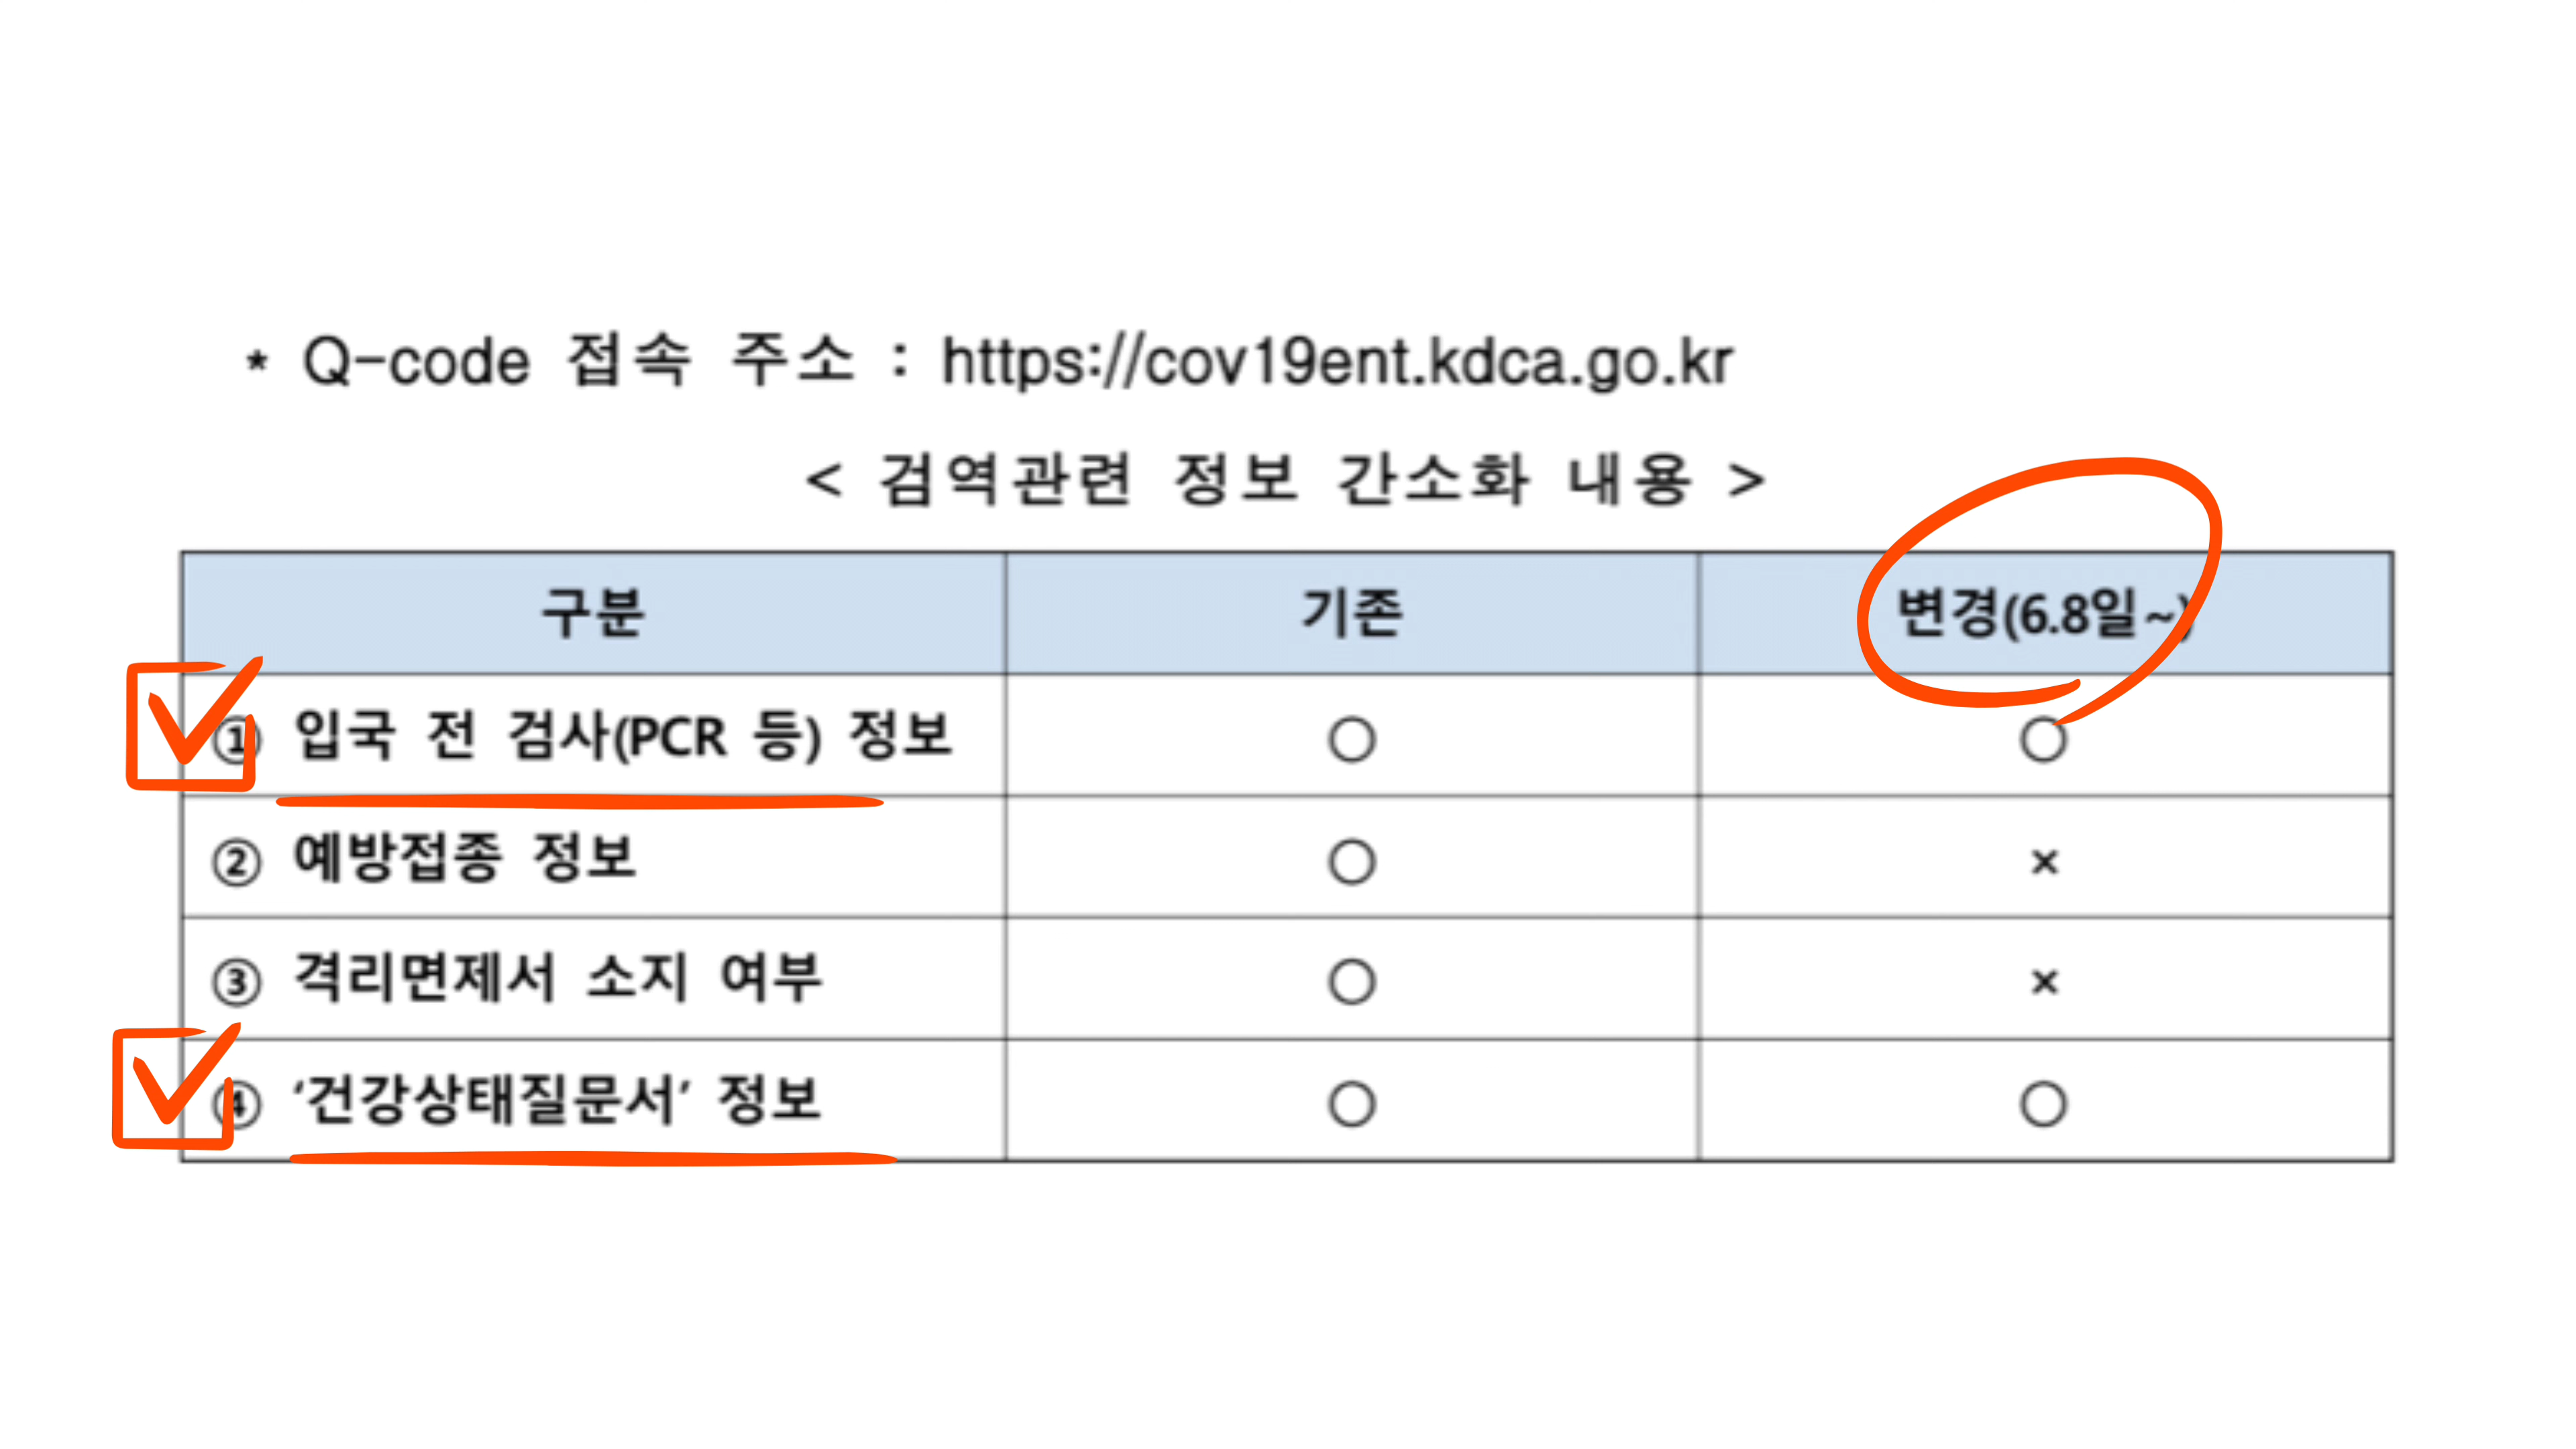 * Q-code 접속 주소 : https://cov19ent.kdca.go.kr
< 검역관련 정보 간소화 내용 >
구분 기존 변경(6.8일~)
① 입국 전 검사(PCR 등) 정보 ○ ○
② 예방접종 정보 ○ ×
③ 격리면제서 소지 여부 ○ ×
④ ‘건강상태질문서’ 정보 ○ ○